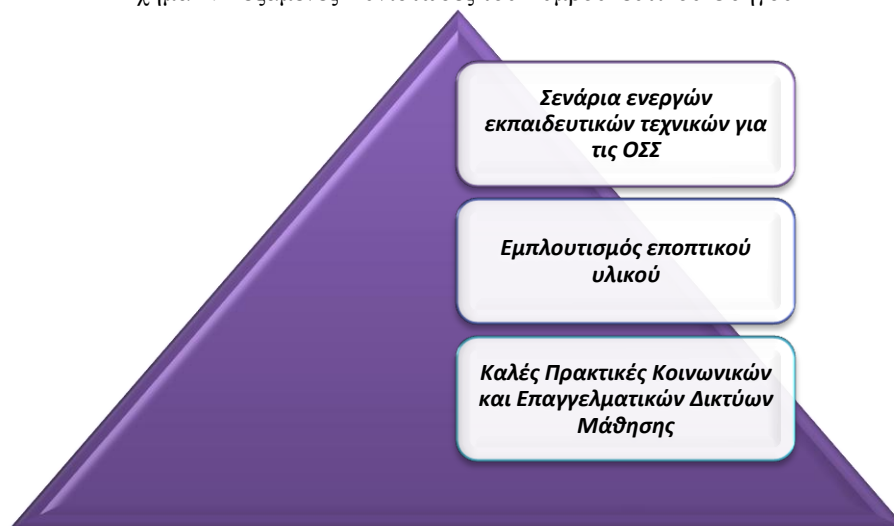 Σενάρια ενεργών
εκπαιδευτικών τεχνικών για
τις ΟΣΣ
Εμπλουτισμός εποπτικού
υλικού
Καλές Πρακτικές Κοινωνικών
και Επαγγελματικών Δικτύων
Μάθησης